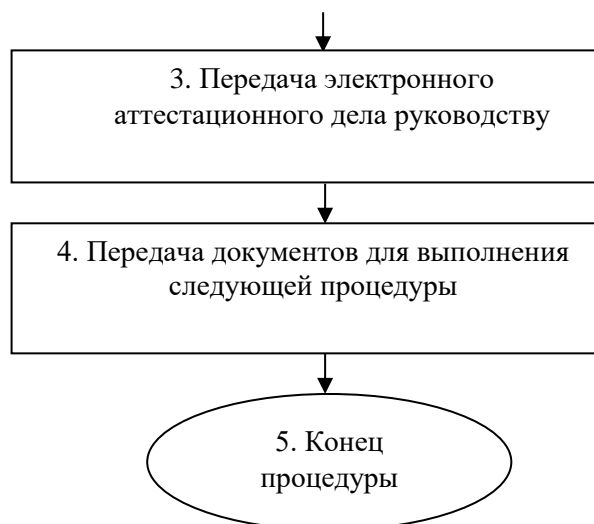 3. Передача электронного
аттестационного дела руководству
4. Передача документов для выполнения
следующей процедуры
5. Конец
процедуры